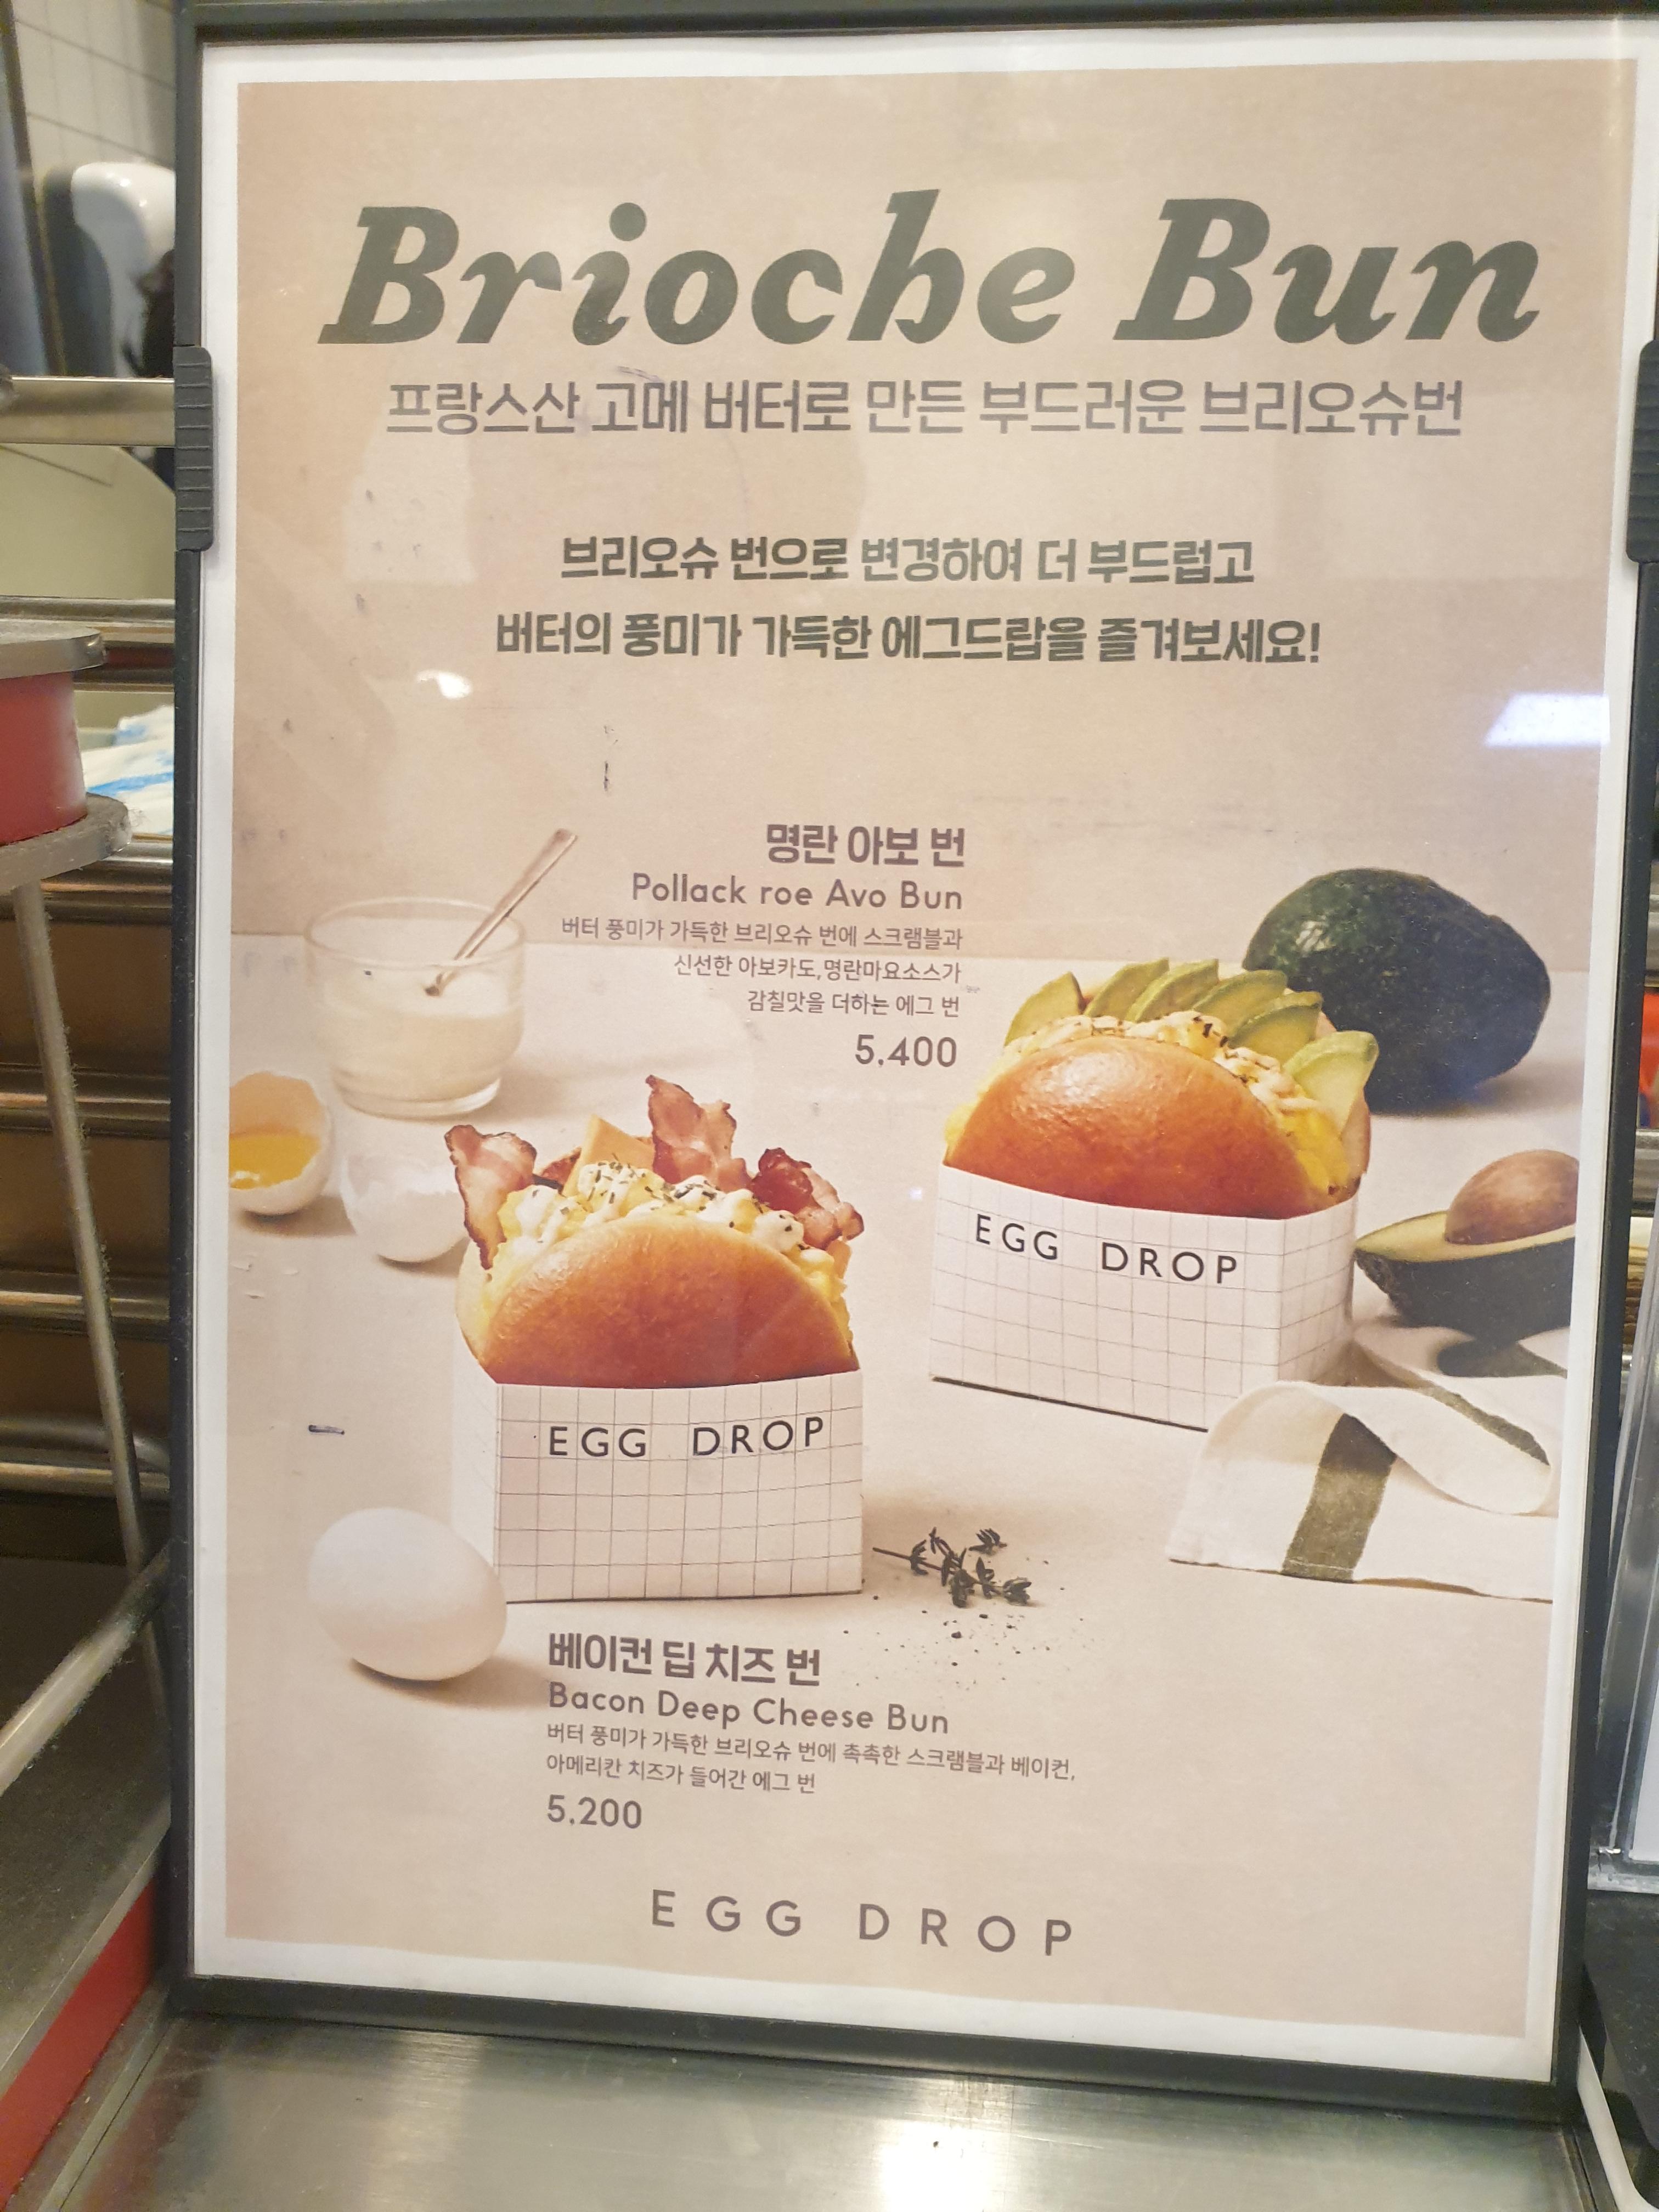 Brioche Bun
프랑스산 고메 버터로 만든 부드러운 브리오슈번
브리오슈 번으로 변경하여 더 부드럽고
버터의 풍미가 가득한 에그드랍을 즐겨보세요!
명란 아보 번
Pollack roe Avo Bun
버터 풍미가 가득한 브리오슈 번에 스크램블과
신선한 아보카도,명란마요소스가
감칠맛을 더하는 에그 번
5.400
EGG DROP
EGG DROP
베이컨 딥 치즈 번
Bacon Deep Cheese Bun
버터 풍미가 가득한 브리오슈 번에 촉촉한 스크램블과 베이컨,
아메리칸 치즈가 들어간 에그 번
5.200
EGG DROP